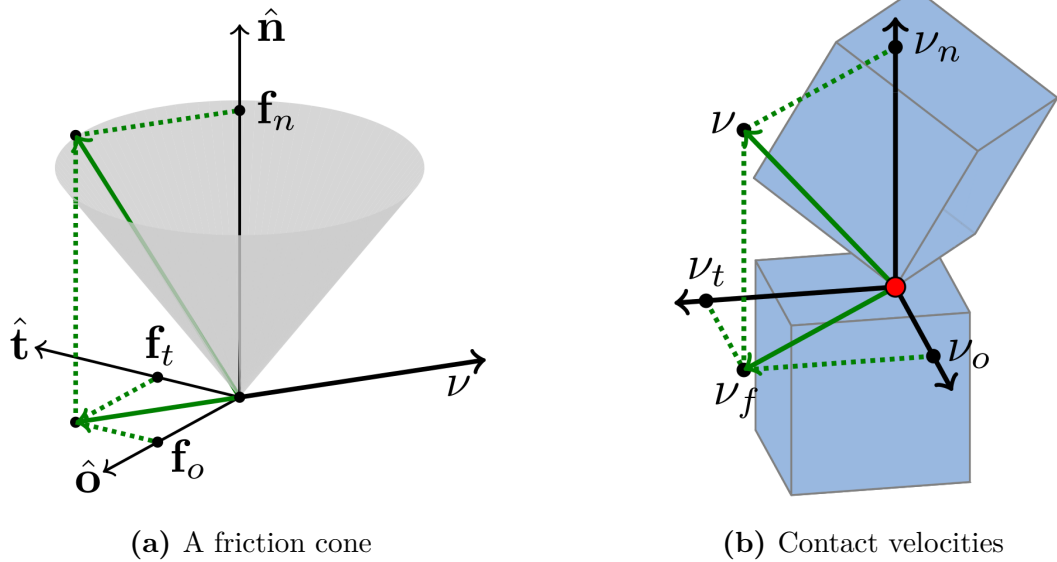 n̂
f_n
t̂
f_t
ν
f_o
ô
(a) A friction cone
ν_n
ν
ν_t
ν_o
ν_f
(b) Contact velocities